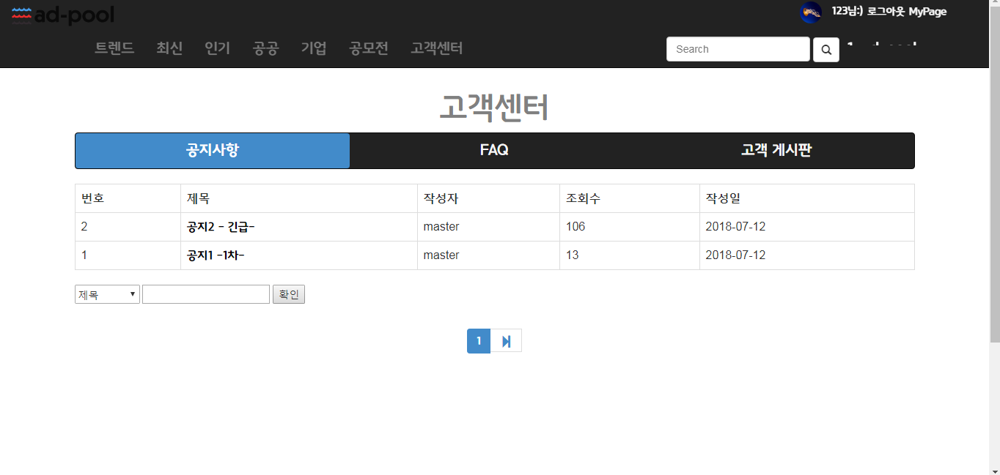 ad-pool
123님:) 로그아웃 MyPage
트렌드 최신 인기 공공 기업 공모전 고객센터
Search
고객센터
공지사항 FAQ 고객 게시판
번호 제목 작성자 조회수 작성일
2 공지2 - 긴급- master 106 2018-07-12
1 공지1 -1차- master 13 2018-07-12
제목 확인
1